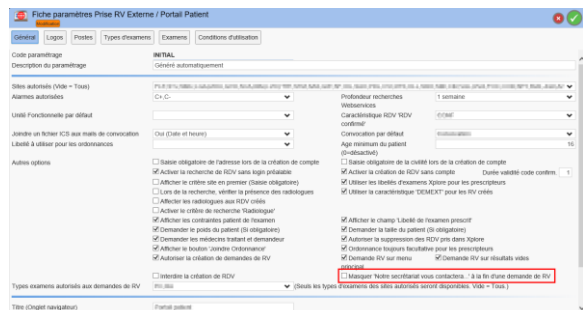 Fiche paramètres Prise RV Externe / Portail Patient
Modification
Général Logos Postes Types d'examens Examens Conditions d'utilisation
Code paramétrage INITIAL
Description du paramétrage Généré automatiquement
Sites autorisés (Vide = Tous)
Alarmes autorisées C+,C- Profondeur recherches Webservices 1 semaine
Unité Fonctionnelle par défaut Caractéristique RDV 'RDV confirmé'
Joindre un fichier ICS aux mails de convocation Oui (Date et heure) Convocation par défaut
Libellé à utiliser pour les ordonnances Age minimum du patient (0=désactivé) 16
Autres options Saisie obligatoire de l'adresse lors de la création de compte Saisie obligatoire de la civilité lors de la création de compte
Activer la recherche de RDV sans login préalable Activer la création de RDV sans compte Durée validité code confirm. 1
Afficher le critère site en premier (Saisie obligatoire) Utiliser les libellés d'examens Xplore pour les prescripteurs
Lors de la recherche, vérifier la présence des radiologues Utiliser la caractéristique 'DEMEXT' pour les RV créés
Affecter les radiologues aux RDV créés
Activer le critère de recherche 'Radiologue'
Afficher les contraintes patient de l'examen Afficher le champ 'Libellé de l'examen prescrit'
Demander le poids du patient (Si obligatoire) Demander la taille du patient (Si obligatoire)
Demander les médecins traitant et demandeur Autoriser la suppression des RDV pris dans Xplore
Afficher le bouton 'Joindre Ordonnance' Ordonnance toujours facultative pour les prescripteurs
Autoriser la création de demandes de RV Demande RV sur menu principal Demande RV sur résultats vides
Interdire la création de RDV Masquer 'Notre secrétariat vous contactera...' à la fin d'une demande de RV
Types examens autorisés aux demandes de RV (Seuls les types d'examens des sites autorisés seront disponibles. Vide = Tous.)
Titre (Onglet navigateur) Portail patient